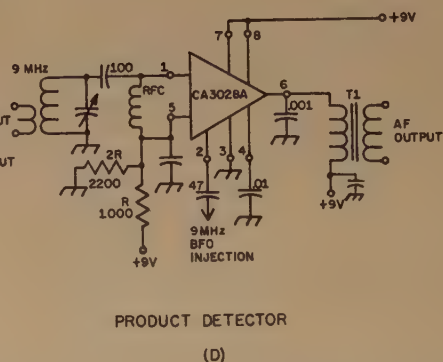 +9V
7
8
9 MHz
100
1
RFC
CA3028A
6
.001
T1
AF
OUTPUT
5
2
3
4
UT
UT
2R
2200
47
.01
R
1000
9MHz
BFO
INJECTION
+9V
+9V
PRODUCT DETECTOR
(D)